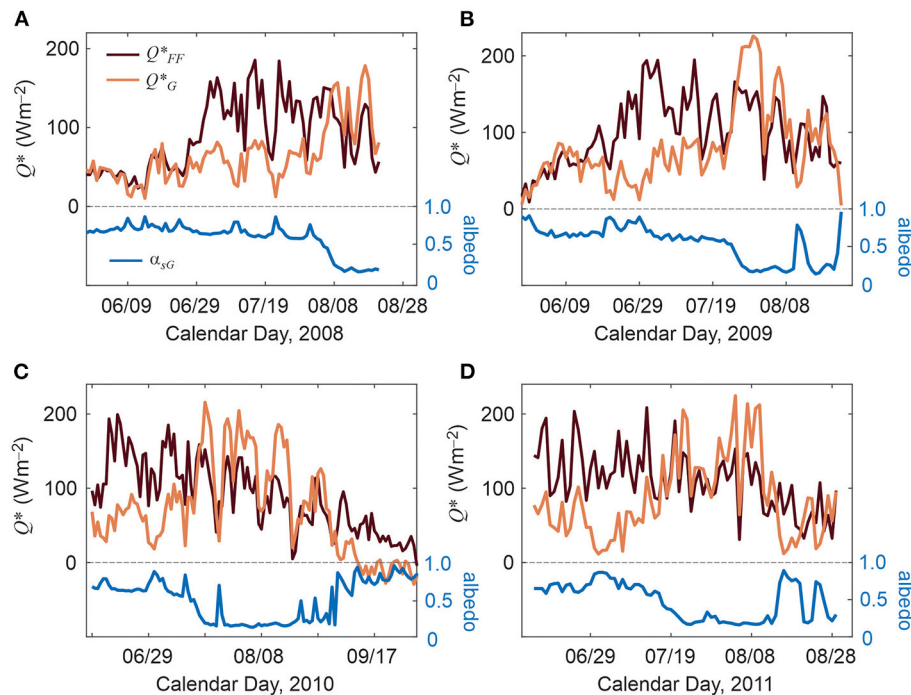 A
200
100
0
Q* (Wm−2)
Q*FF
Q*G
αsG
1.0
0.5
0
albedo
06/09 06/29 07/19 08/08 08/28
Calendar Day, 2008
B
200
100
0
Q* (Wm−2)
1.0
0.5
0
albedo
06/09 06/29 07/19 08/08
Calendar Day, 2009
C
200
100
0
Q* (Wm−2)
1.0
0.5
0
albedo
06/29 08/08 09/17
Calendar Day, 2010
D
200
100
0
Q* (Wm−2)
1.0
0.5
0
albedo
06/29 07/19 08/08 08/28
Calendar Day, 2011